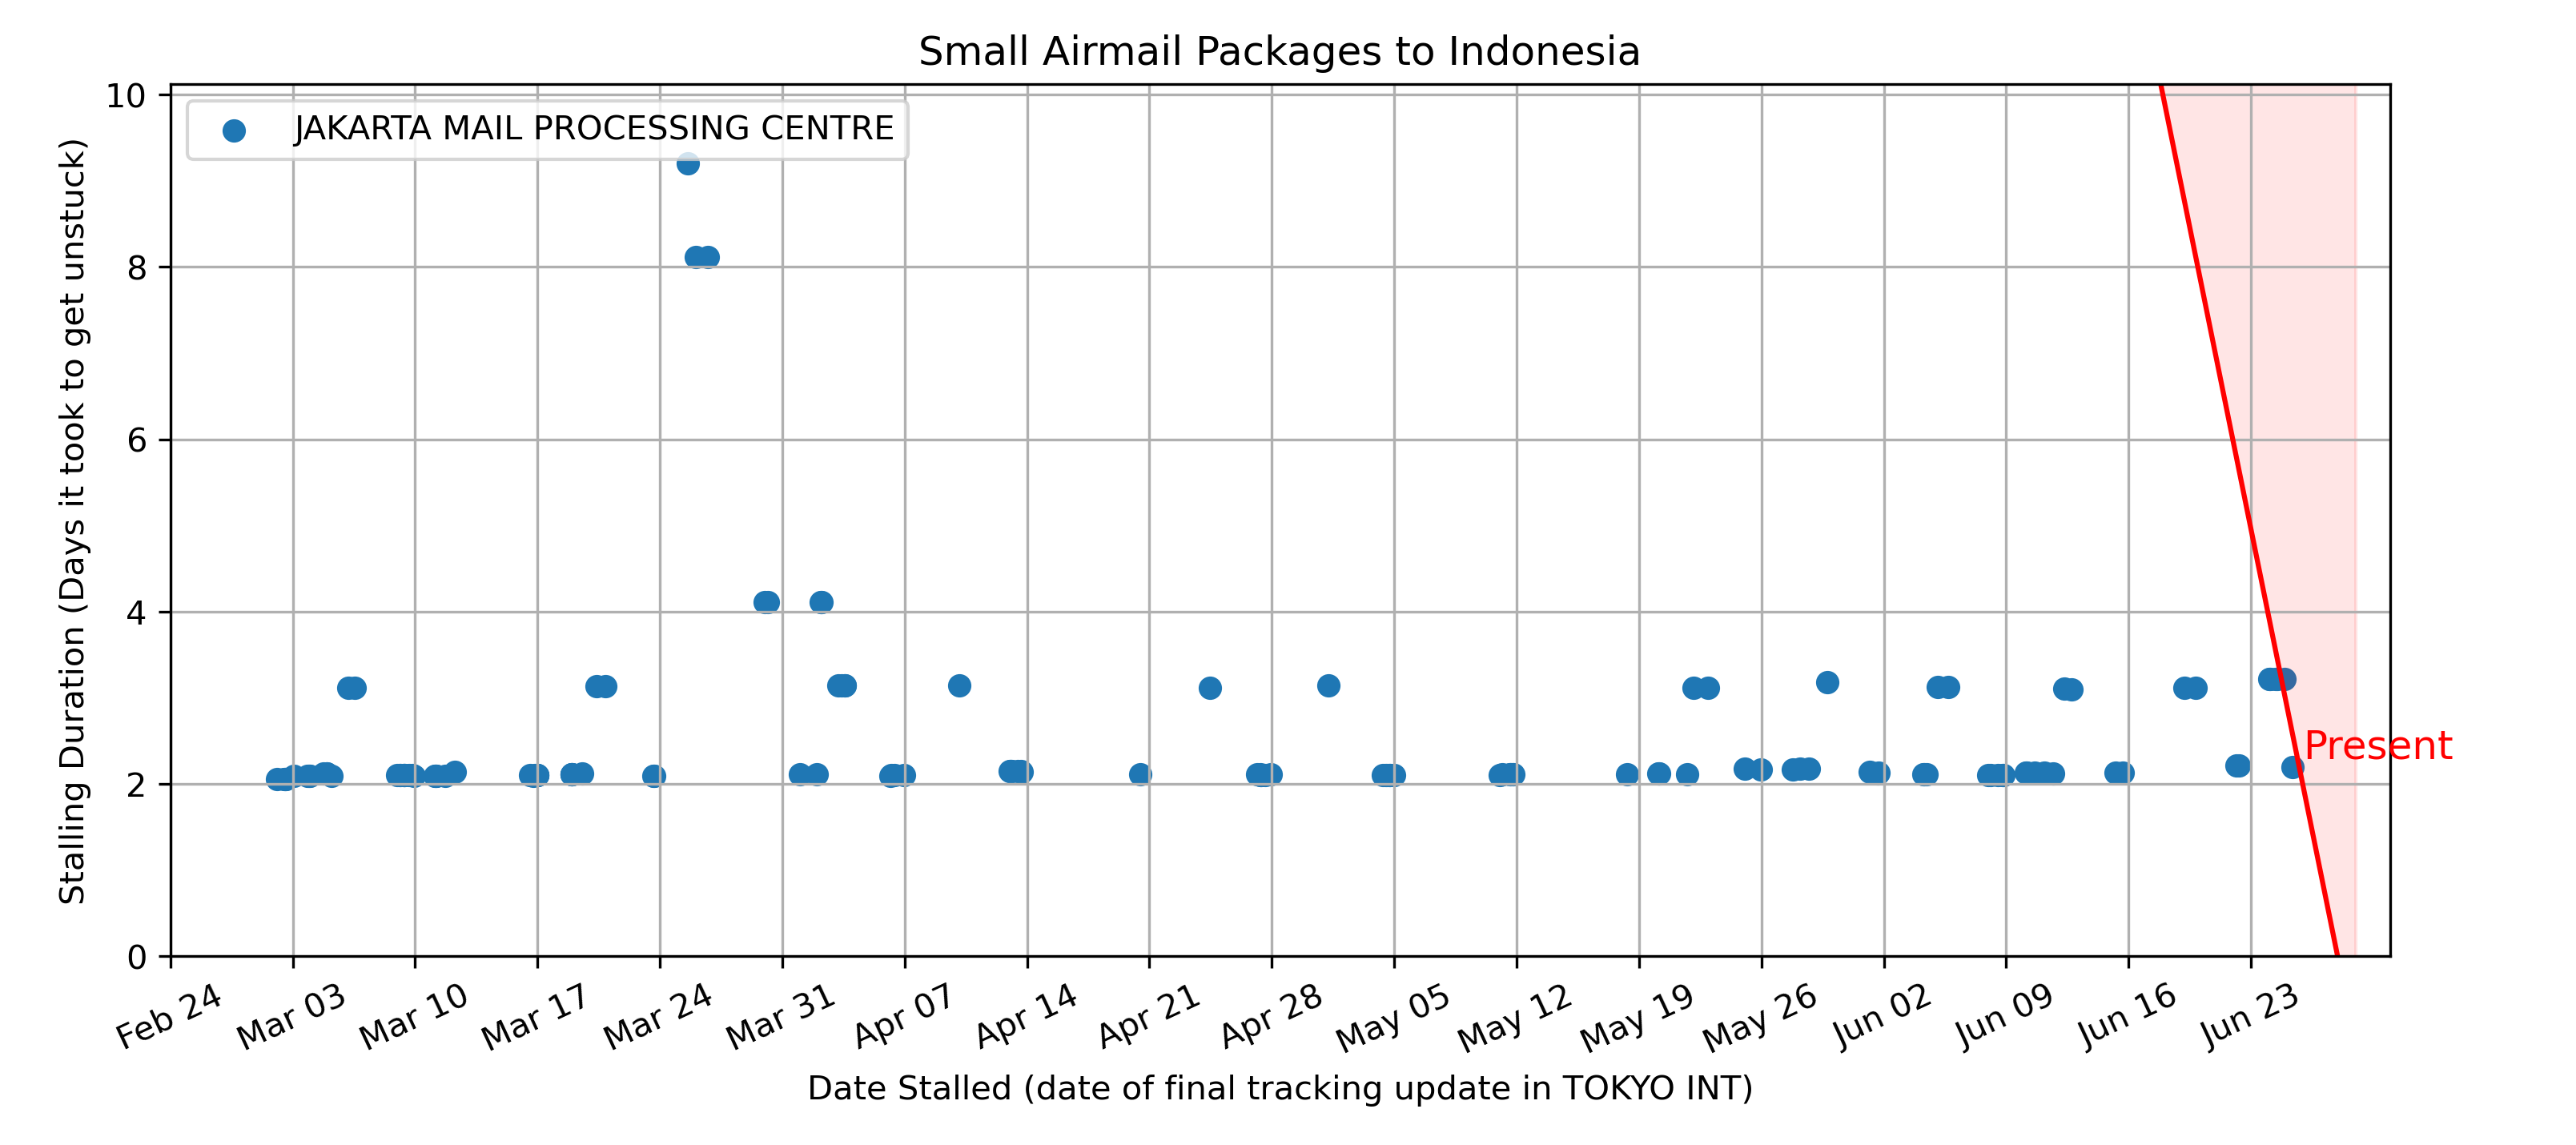 Small Airmail Packages to Indonesia
JAKARTA MAIL PROCESSING CENTRE
Stalling Duration (Days it took to get unstuck)
10
8
6
4
2
0
Present
Feb 24
Mar 03
Mar 10
Mar 17
Mar 24
Mar 31
Apr 07
Apr 14
Apr 21
Apr 28
May 05
May 12
May 19
May 26
Jun 02
Jun 09
Jun 16
Jun 23
Date Stalled (date of final tracking update in TOKYO INT)